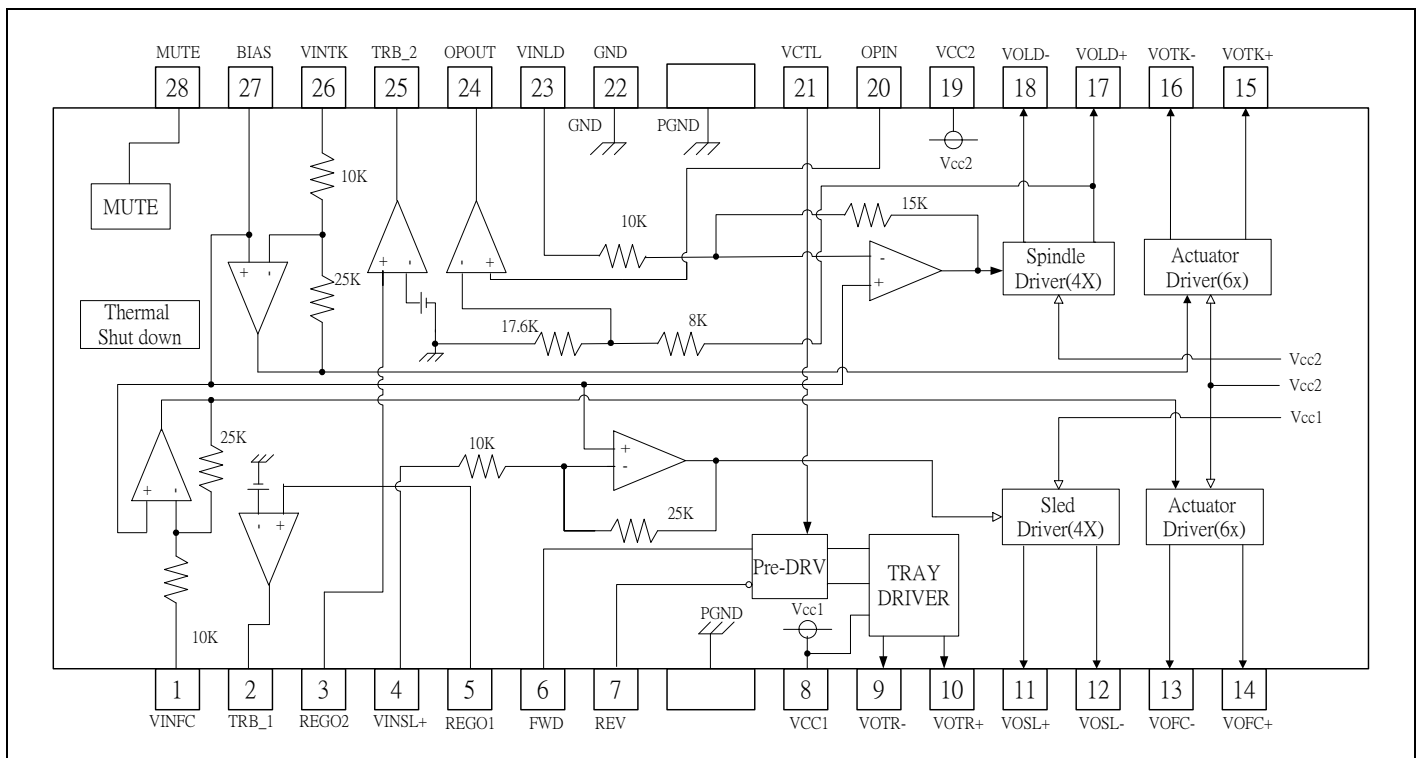 MUTE BIAS VINTK TRB_2 OPOUT VINLD GND VCTL OPIN VCC2 VOLD- VOLD+ VOTK- VOTK+
28 27 26 25 24 23 22 21 20 19 18 17 16 15
GND PGND
Vcc2
10K
MUTE
10K 15K
+ -
+ -
- +
-
+
Spindle
Driver(4X)
Actuator
Driver(6x)
25K
Thermal
Shut down
17.6K 8K
Vcc2
Vcc2
Vcc1
25K
10K
+
-
+ -
- +
25K
Sled
Driver(4X)
Actuator
Driver(6x)
Pre-DRV
TRAY
DRIVER
Vcc1
PGND
10K
1 2 3 4 5 6 7 8 9 10 11 12 13 14
VINFC TRB_1 REGO2 VINSL+ REGO1 FWD REV VCC1 VOTR- VOTR+ VOSL+ VOSL- VOFC- VOFC+